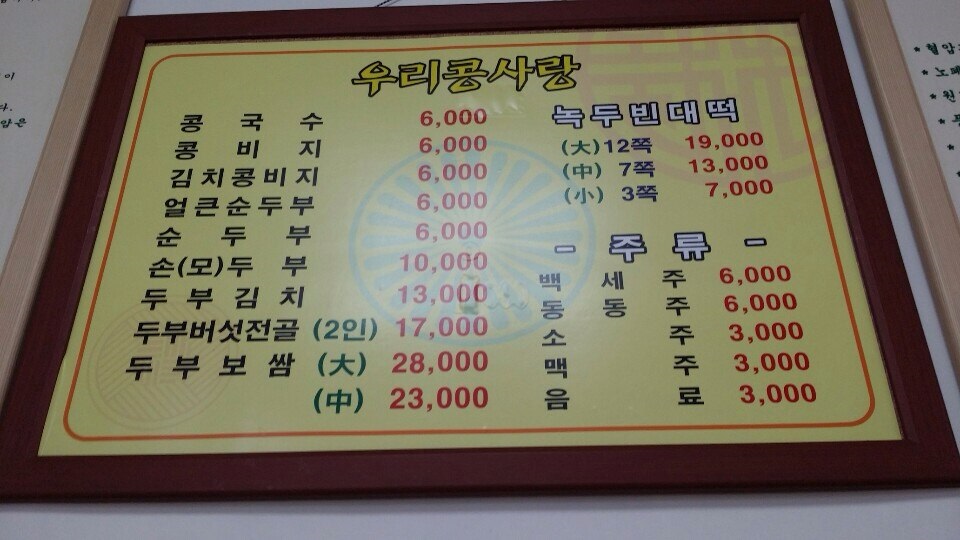 우리콩사랑
콩국수 6,000
콩비지 6,000
김치콩비지 6,000
얼큰순두부 6,000
순두부 6,000
손(모)두부 10,000
두부김치 13,000
두부버섯전골 (2인) 17,000
두부보쌈 (大) 28,000
(中) 23,000
녹두빈대떡
(大) 12쪽 19,000
(中) 7쪽 13,000
(小) 3쪽 7,000
- 주류 -
백세주 6,000
동동주 6,000
소주 3,000
맥주 3,000
음료 3,000